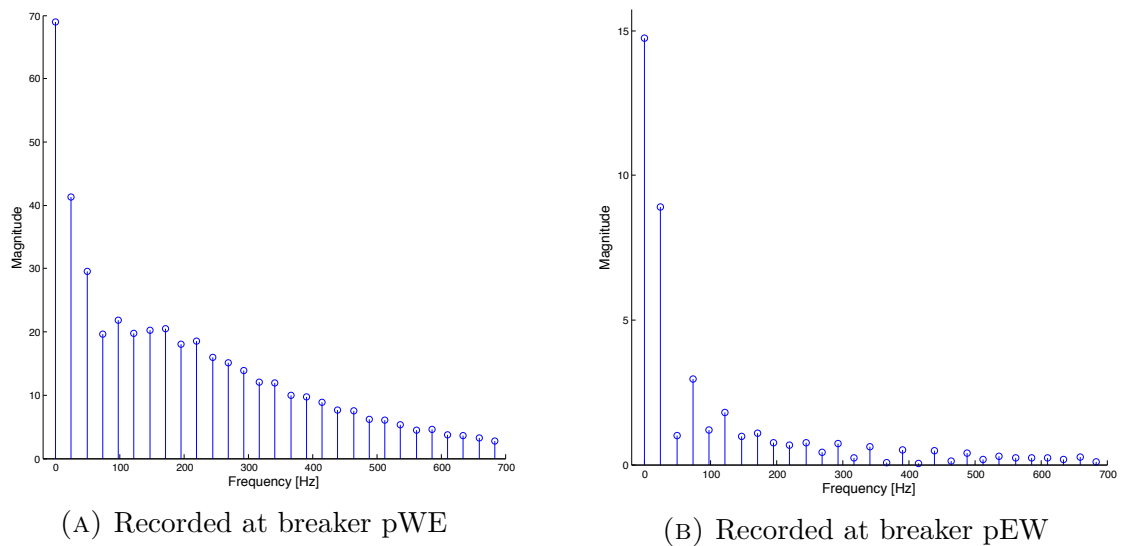 70
60
50
40
30
20
10
0
Magnitude
0 100 200 300 400 500 600 700
Frequency [Hz]
(A) Recorded at breaker pWE
15
10
5
0
Magnitude
0 100 200 300 400 500 600 700
Frequency [Hz]
(B) Recorded at breaker pEW